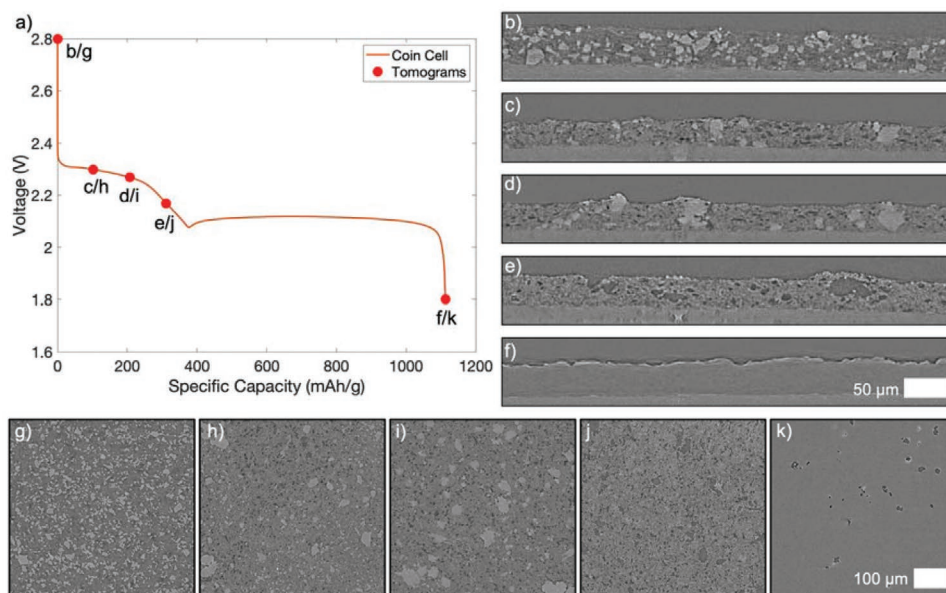 a)
2.8
b/g
Coin Cell
Tomograms
2.6
Voltage (V)
2.4
c/h
d/i
2.2
e/j
2
1.8
f/k
1.6
0 200 400 600 800 1000 1200
Specific Capacity (mAh/g)
b)
c)
d)
e)
f)
50 µm
g)
h)
i)
j)
k)
100 µm